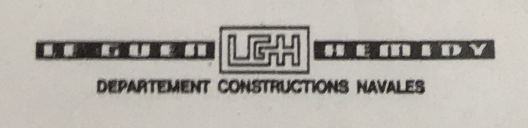 LE GUEN LGH HEMIDY
DEPARTEMENT CONSTRUCTIONS NAVALES